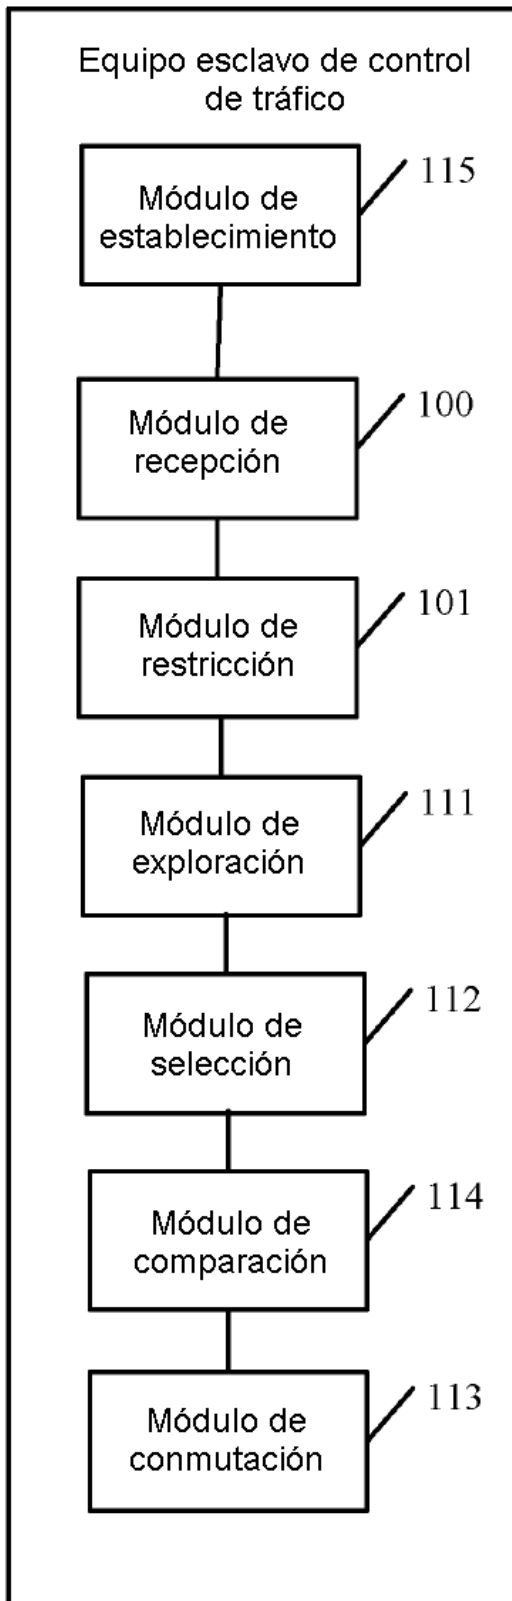 Equipo esclavo de control
de tráfico
Módulo de
establecimiento
115
Módulo de
recepción
100
Módulo de
restricción
101
Módulo de
exploración
111
Módulo de
selección
112
Módulo de
comparación
114
Módulo de
conmutación
113